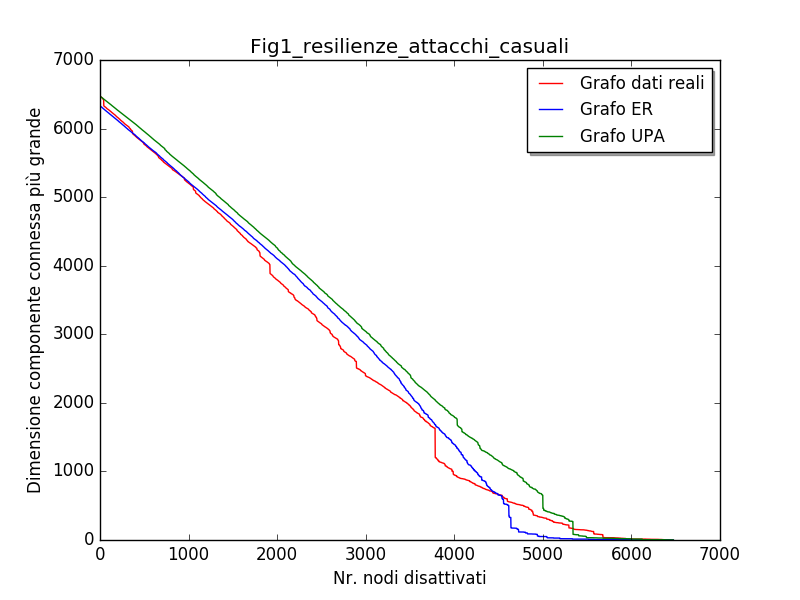 Fig1_resilienze_attacchi_casuali
Grafo dati reali
Grafo ER
Grafo UPA
Dimensione componente connessa più grande
7000
6000
5000
4000
3000
2000
1000
0
0 1000 2000 3000 4000 5000 6000 7000
Nr. nodi disattivati